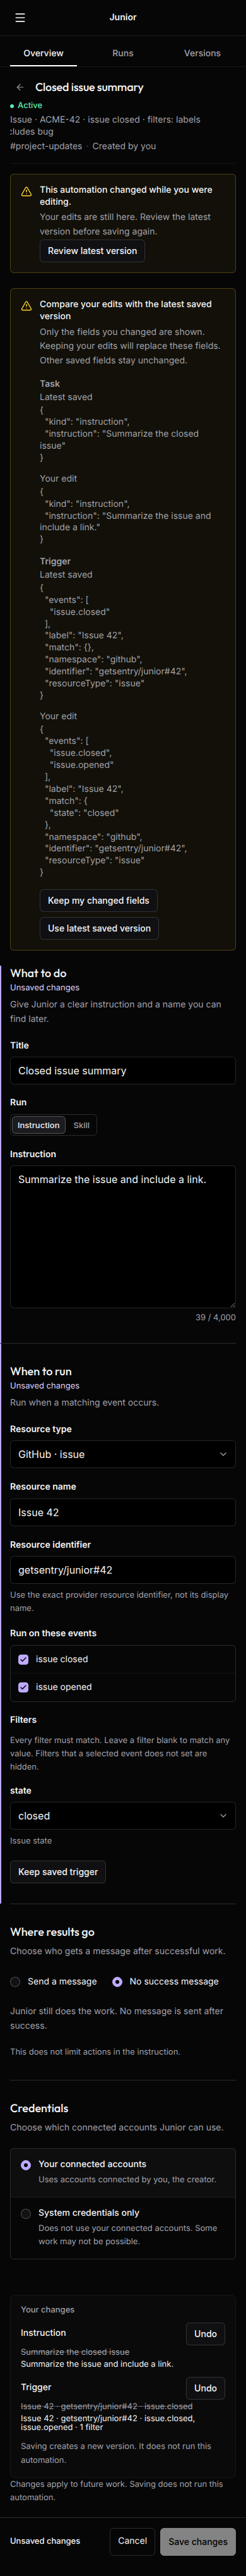 Junior
Overview
Runs
Versions
Closed issue summary
Active
Issue · ACME-42 · issue closed · filters: labels
cludes bug
#project-updates · Created by you
This automation changed while you were
editing.
Your edits are still here. Review the latest
version before saving again.
Review latest version
Compare your edits with the latest saved
version
Only the fields you changed are shown.
Keeping your edits will replace these fields.
Other saved fields stay unchanged.
Task
Latest saved
{
"kind": "instruction",
"instruction": "Summarize the closed
issue"
}
Your edit
{
"kind": "instruction",
"instruction": "Summarize the issue and
include a link."
}
Trigger
Latest saved
{
"events": [
"issue.closed"
],
"label": "Issue 42",
"match": {},
"namespace": "github",
"identifier": "getsentry/junior#42",
"resourceType": "issue"
}
Your edit
{
"events": [
"issue.closed",
"issue.opened"
],
"label": "Issue 42",
"match": {
"state": "closed"
},
"namespace": "github",
"identifier": "getsentry/junior#42",
"resourceType": "issue"
}
Keep my changed fields
Use latest saved version
What to do
Unsaved changes
Give Junior a clear instruction and a name you can
find later.
Title
Closed issue summary
Run
Instruction
Skill
Instruction
Summarize the issue and include a link.
39 / 4,000
When to run
Unsaved changes
Run when a matching event occurs.
Resource type
GitHub · issue
Resource name
Issue 42
Resource identifier
getsentry/junior#42
Use the exact provider resource identifier, not its display
name.
Run on these events
issue closed
issue opened
Filters
Every filter must match. Leave a filter blank to match any
value. Filters that a selected event does not set are
hidden.
state
closed
Issue state
Keep saved trigger
Where results go
Choose who gets a message after successful work.
Send a message
No success message
Junior still does the work. No message is sent after
success.
This does not limit actions in the instruction.
Credentials
Choose which connected accounts Junior can use.
Your connected accounts
Uses accounts connected by you, the creator.
System credentials only
Does not use your connected accounts. Some
work may not be possible.
Your changes
Instruction
Undo
Summarize the closed issue
Summarize the issue and include a link.
Trigger
Undo
Issue 42 · getsentry/junior#42 · issue.closed
Issue 42 · getsentry/junior#42 · issue.closed,
issue.opened · 1 filter
Saving creates a new version. It does not run this
automation.
Changes apply to future work. Saving does not run this
automation.
Unsaved changes
Cancel
Save changes